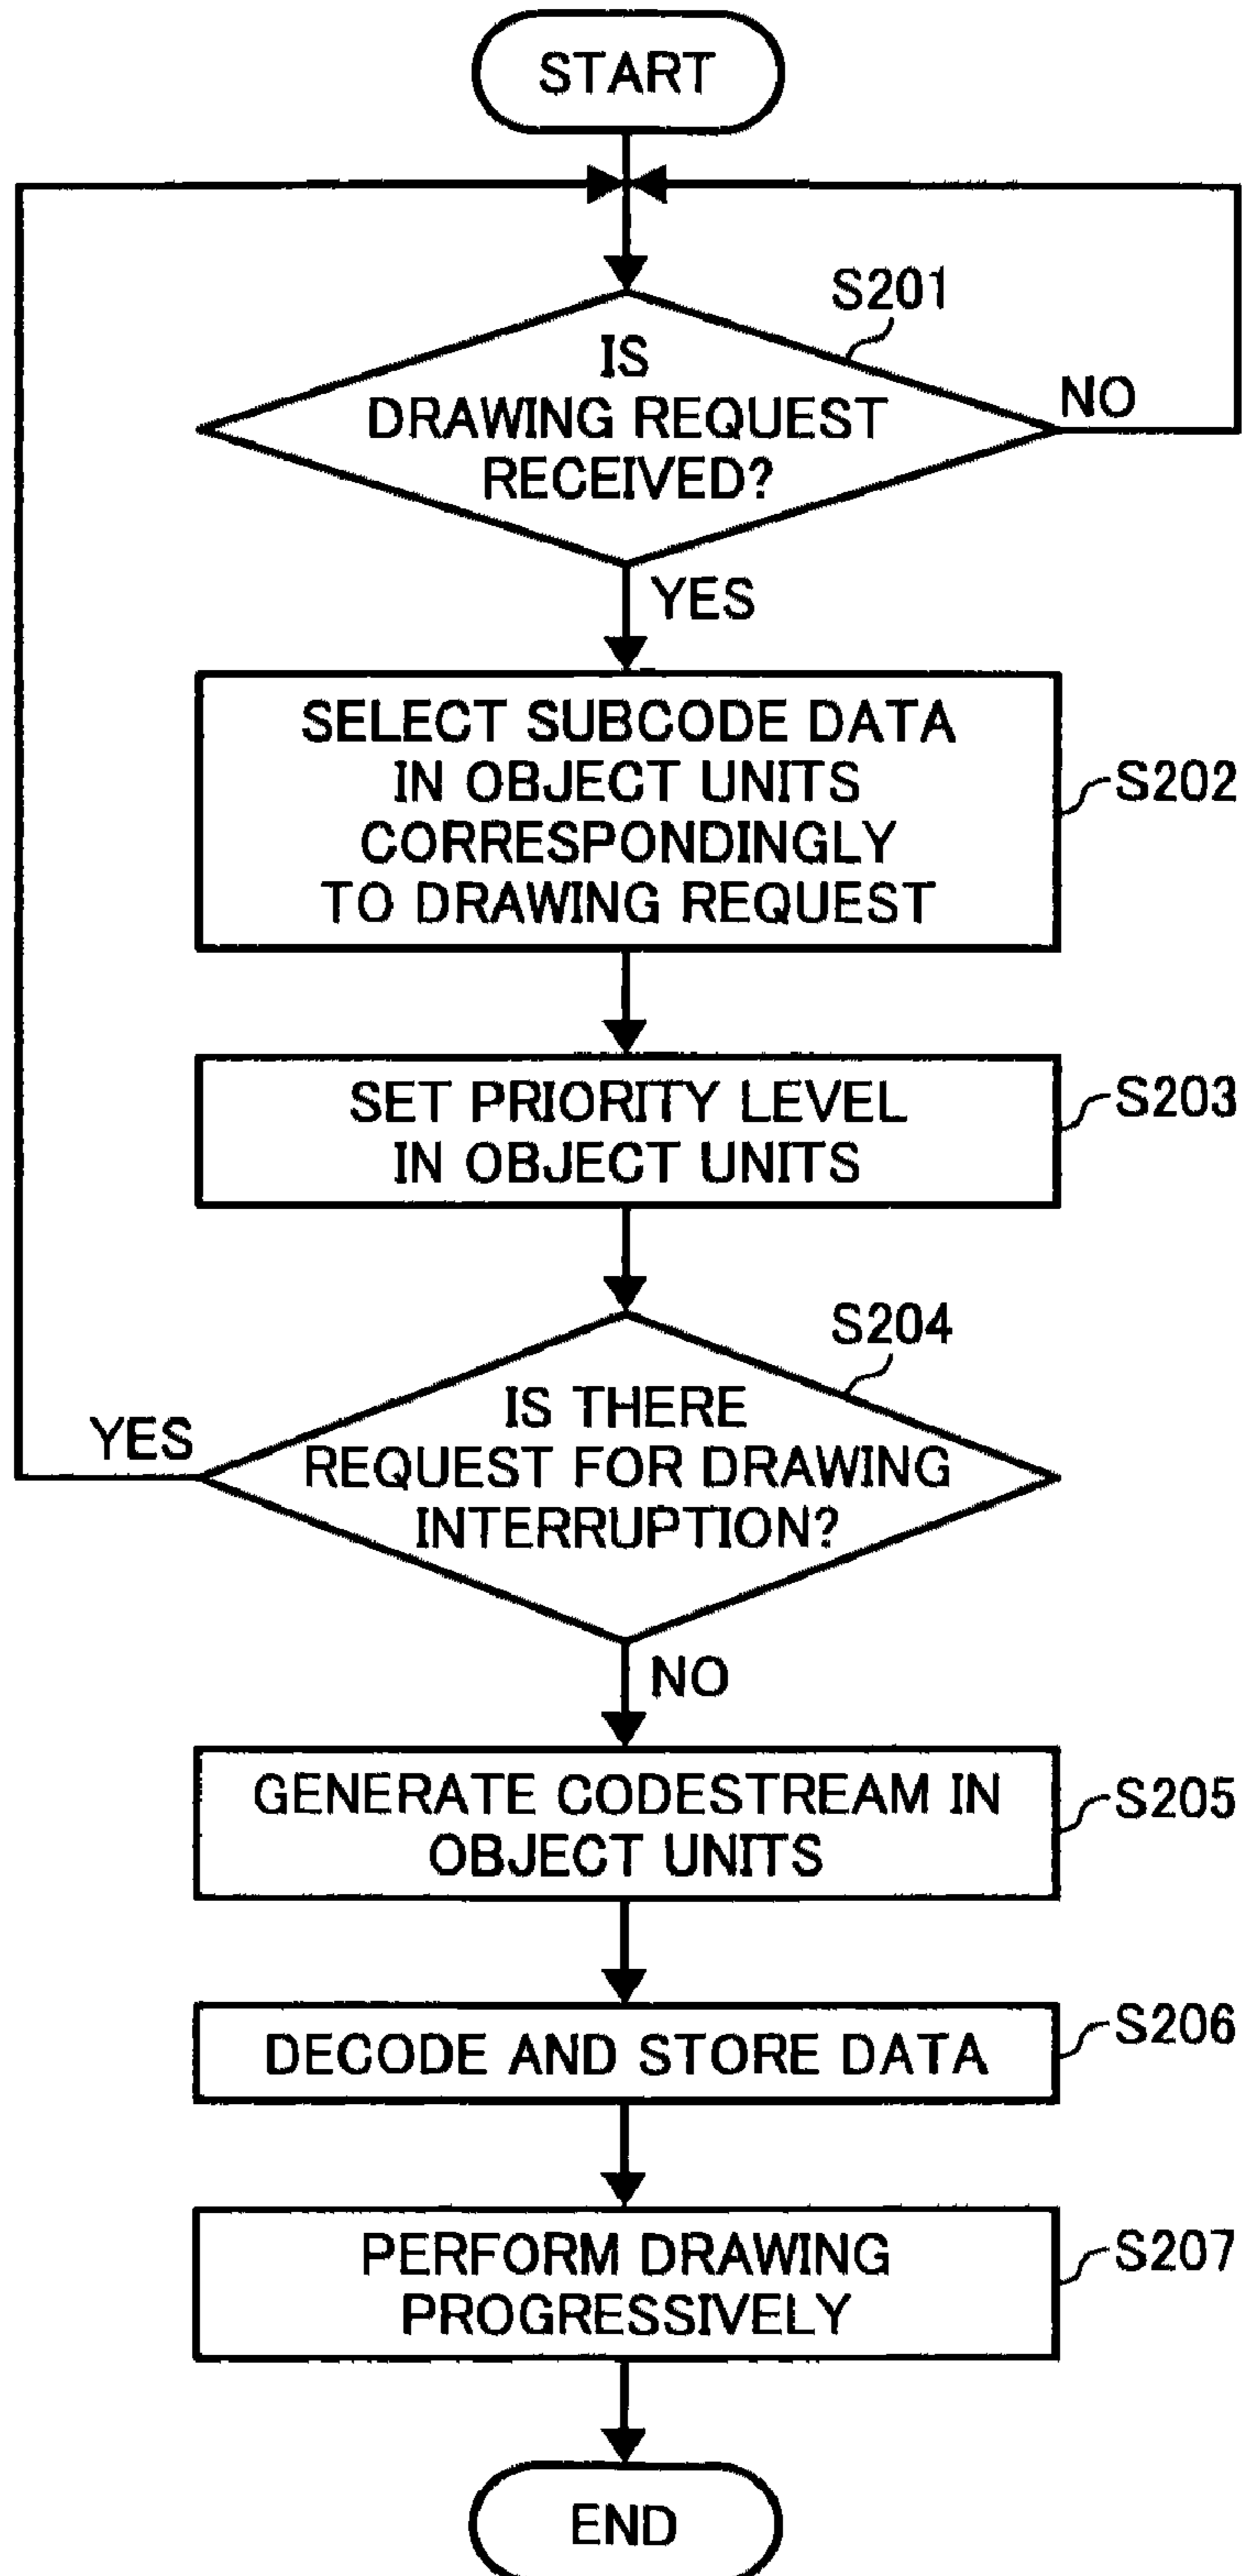 START
S201
IS
DRAWING REQUEST
RECEIVED?
NO
YES
SELECT SUBCODE DATA
IN OBJECT UNITS
CORRESPONDINGLY
TO DRAWING REQUEST
S202
SET PRIORITY LEVEL
IN OBJECT UNITS
S203
S204
IS THERE
REQUEST FOR DRAWING
INTERRUPTION?
YES
NO
GENERATE CODESTREAM IN
OBJECT UNITS
S205
DECODE AND STORE DATA
S206
PERFORM DRAWING
PROGRESSIVELY
S207
END